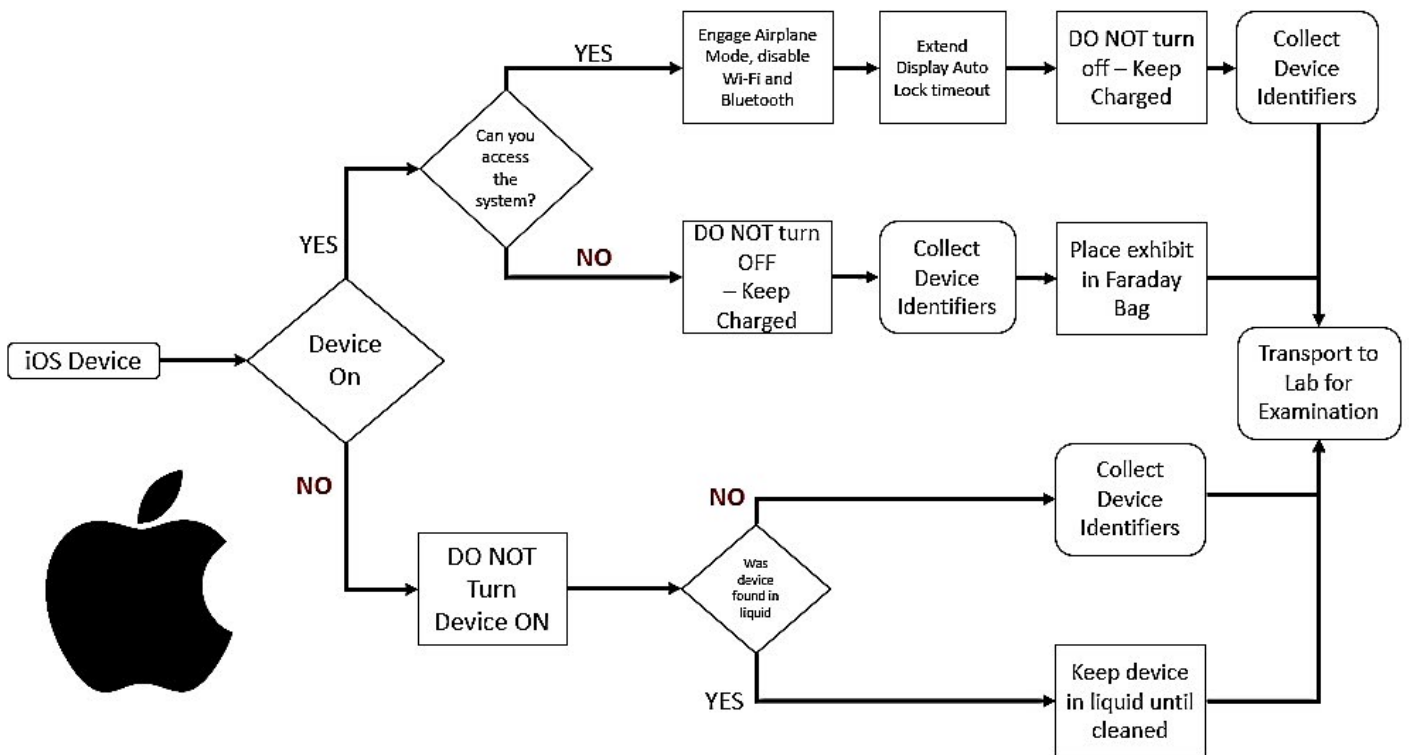 iOS Device
Device
On
YES
Can you
access
the
system?
YES
Engage Airplane
Mode, disable
Wi-Fi and
Bluetooth
Extend
Display Auto
Lock timeout
DO NOT turn
off – Keep
Charged
Collect
Device
Identifiers
NO
DO NOT turn
OFF
– Keep
Charged
Collect
Device
Identifiers
Place exhibit
in Faraday
Bag
Transport to
Lab for
Examination
NO
DO NOT
Turn
Device ON
Was
device
found in
liquid
NO
Collect
Device
Identifiers
YES
Keep device
in liquid until
cleaned